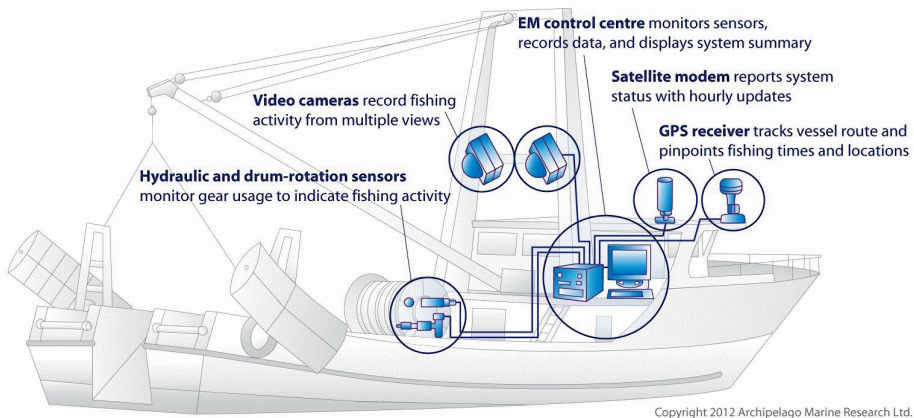 EM control centre monitors sensors,
records data, and displays system summary
Satellite modem reports system
status with hourly updates
Video cameras record fishing
activity from multiple views
GPS receiver tracks vessel route and
pinpoints fishing times and locations
Hydraulic and drum-rotation sensors
monitor gear usage to indicate fishing activity
Copyright 2012 Archipelago Marine Research Ltd.